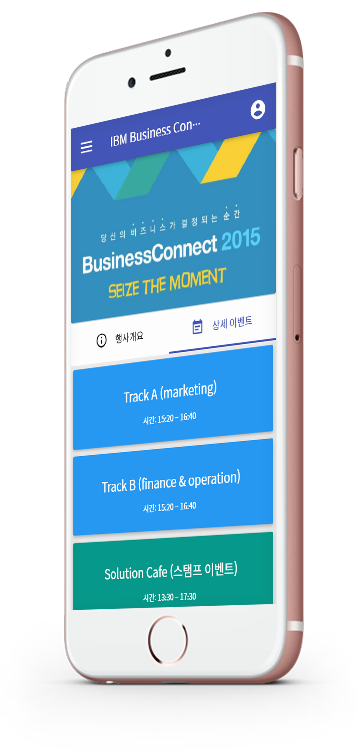 IBM Business Con...
당신의 비즈니스가 결정되는 순간
BusinessConnect 2015
SEIZE THE MOMENT
행사개요
상세 이벤트
Track A (marketing)
시간: 15:20 ~ 16:40
Track B (finance & operation)
시간: 15:20 ~ 16:40
Solution Cafe (스탬프 이벤트)
시간: 13:30 ~ 17:30